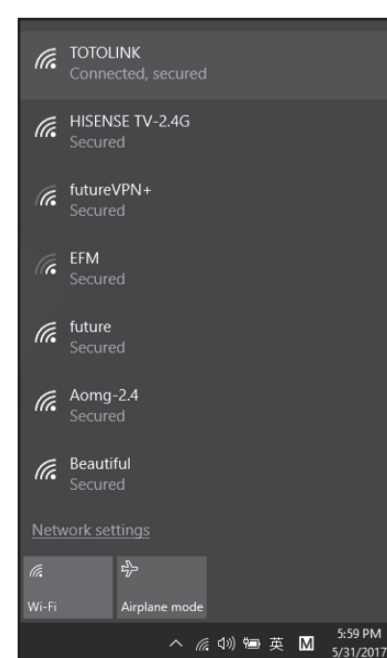 TOTOLINK
Connected, secured
HISENSE TV-2.4G
Secured
futureVPN+
Secured
EFM
Secured
future
Secured
Aomg-2.4
Secured
Beautiful
Secured
Network settings
Wi-Fi
Airplane mode
英 M 5:59 PM
5/31/2017